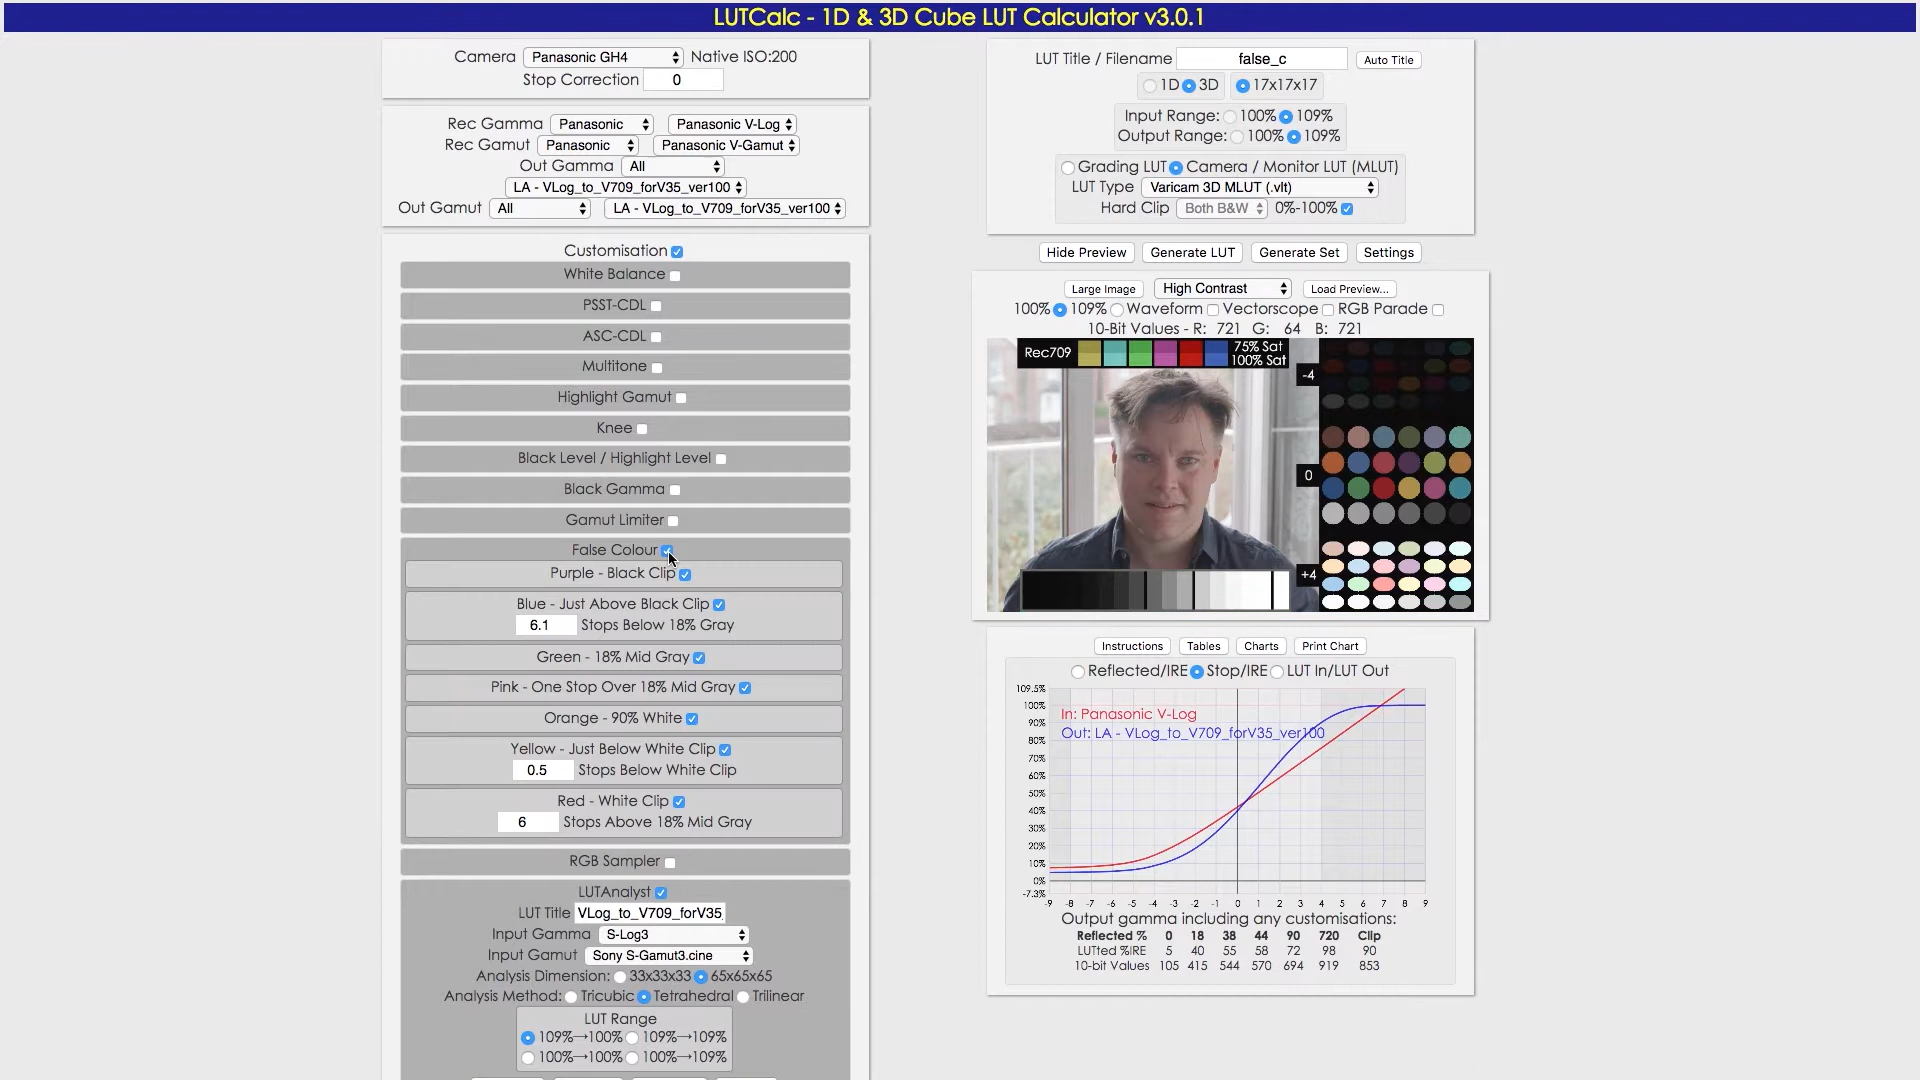 LUTCalc - 1D & 3D Cube LUT Calculator v3.0.1
Camera Panasonic GH4 Native ISO:200
Stop Correction 0
Rec Gamma Panasonic Panasonic V-Log
Rec Gamut Panasonic Panasonic V-Gamut
Out Gamma All
LA - VLog_to_V709_forV35_ver100
Out Gamut All LA - VLog_to_V709_forV35_ver100
Customisation
White Balance
PSST-CDL
ASC-CDL
Multitone
Highlight Gamut
Knee
Black Level / Highlight Level
Black Gamma
Gamut Limiter
False Colour
Purple - Black Clip
Blue - Just Above Black Clip
6.1 Stops Below 18% Gray
Green - 18% Mid Gray
Pink - One Stop Over 18% Mid Gray
Orange - 90% White
Yellow - Just Below White Clip
0.5 Stops Below White Clip
Red - White Clip
6 Stops Above 18% Mid Gray
RGB Sampler
LUTAnalyst
LUT Title VLog_to_V709_forV35
Input Gamma S-Log3
Input Gamut Sony S-Gamut3.cine
Analysis Dimension: 33x33x33 65x65x65
Analysis Method: Tricubic Tetrahedral Trilinear
LUT Range
109%→100% 109%→109%
100%→100% 100%→109%
LUT Title / Filename false_c Auto Title
1D 3D 17x17x17
Input Range: 100% 109%
Output Range: 100% 109%
Grading LUT Camera / Monitor LUT (MLUT)
LUT Type Varicam 3D MLUT (.vlt)
Hard Clip Both B&W 0%-100%
Hide Preview Generate LUT Generate Set Settings
Large Image High Contrast Load Preview...
100% 109% Waveform Vectorscope RGB Parade
10-Bit Values - R: 721 G: 64 B: 721
Rec709 75% Sat
100% Sat
-4
0
+4
Instructions Tables Charts Print Chart
Reflected/IRE Stop/IRE LUT In/LUT Out
109.5%
100%
90%
80%
70%
60%
50%
40%
30%
20%
10%
0%
-7.3%
In: Panasonic V-Log
Out: LA - VLog_to_V709_forV35_ver100
-9 -8 -7 -6 -5 -4 -3 -2 -1 0 1 2 3 4 5 6 7 8 9
Output gamma including any customisations:
Reflected % 0 18 38 44 90 720 Clip
LUTted %IRE 5 40 55 58 72 98 90
10-bit Values 105 415 544 570 694 919 853